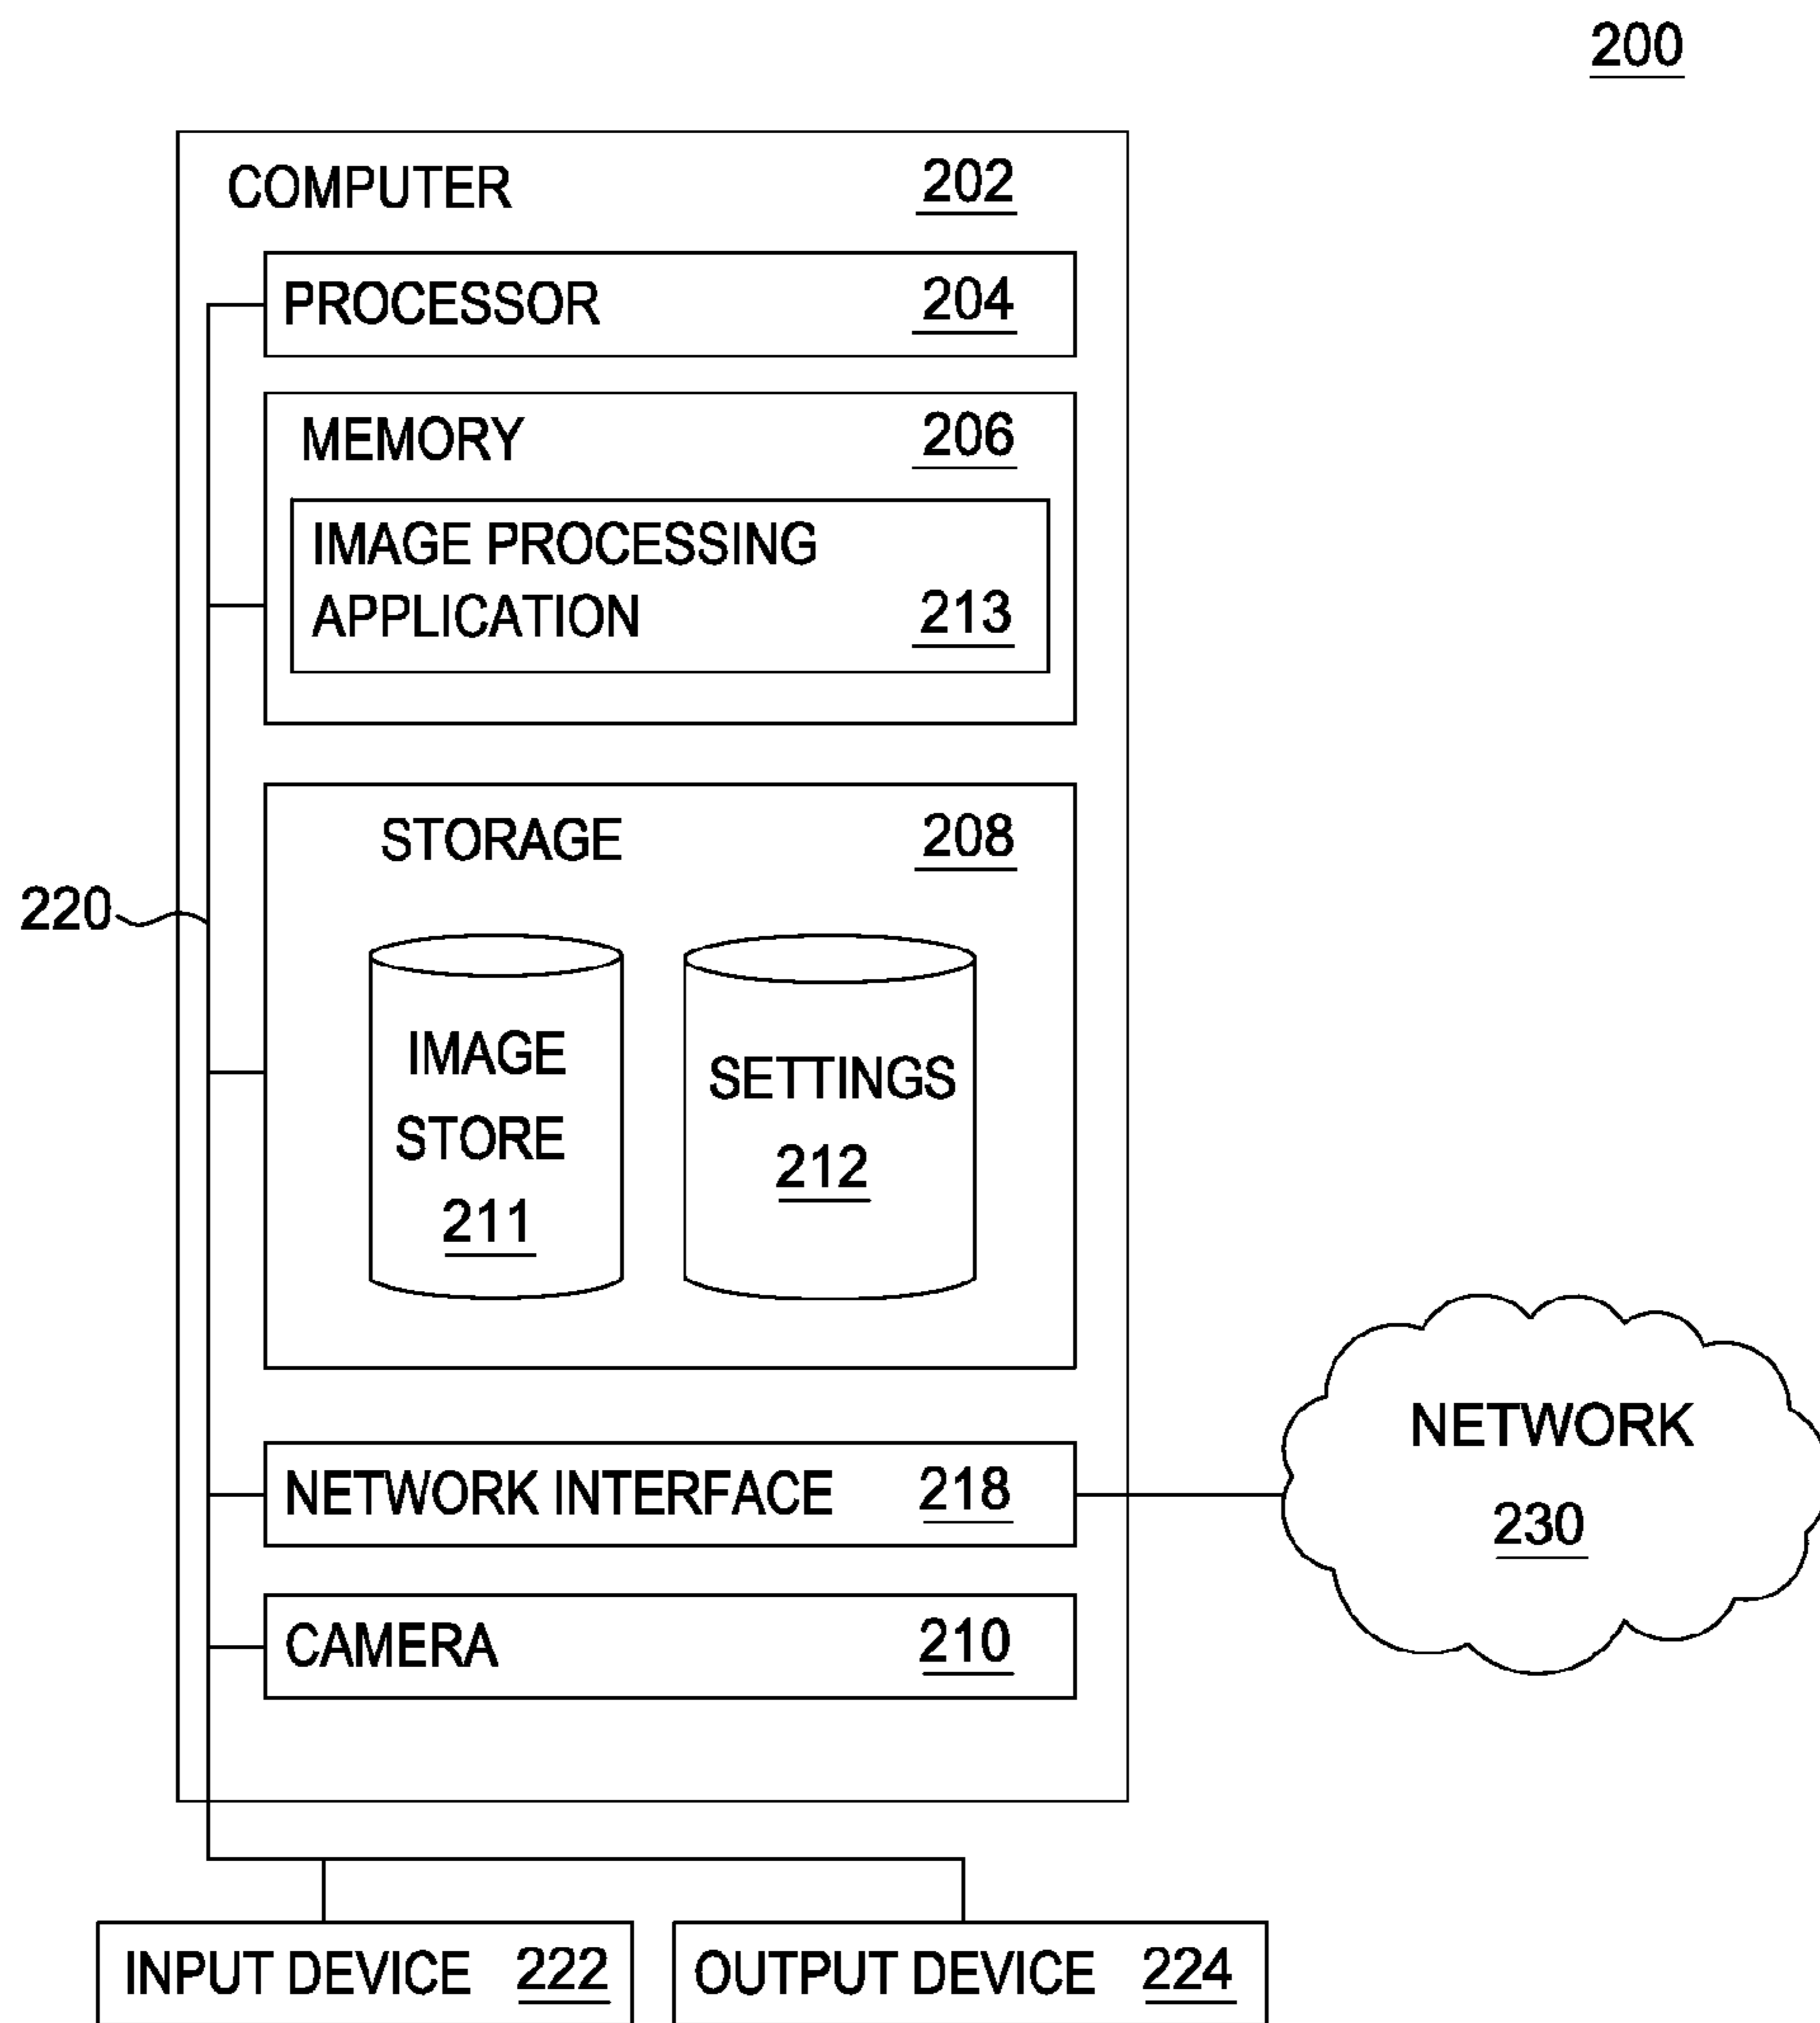 200
COMPUTER 202
PROCESSOR 204
MEMORY 206
IMAGE PROCESSING
APPLICATION 213
STORAGE 208
220
IMAGE
STORE
211
SETTINGS
212
NETWORK INTERFACE 218
NETWORK
230
CAMERA 210
INPUT DEVICE 222
OUTPUT DEVICE 224